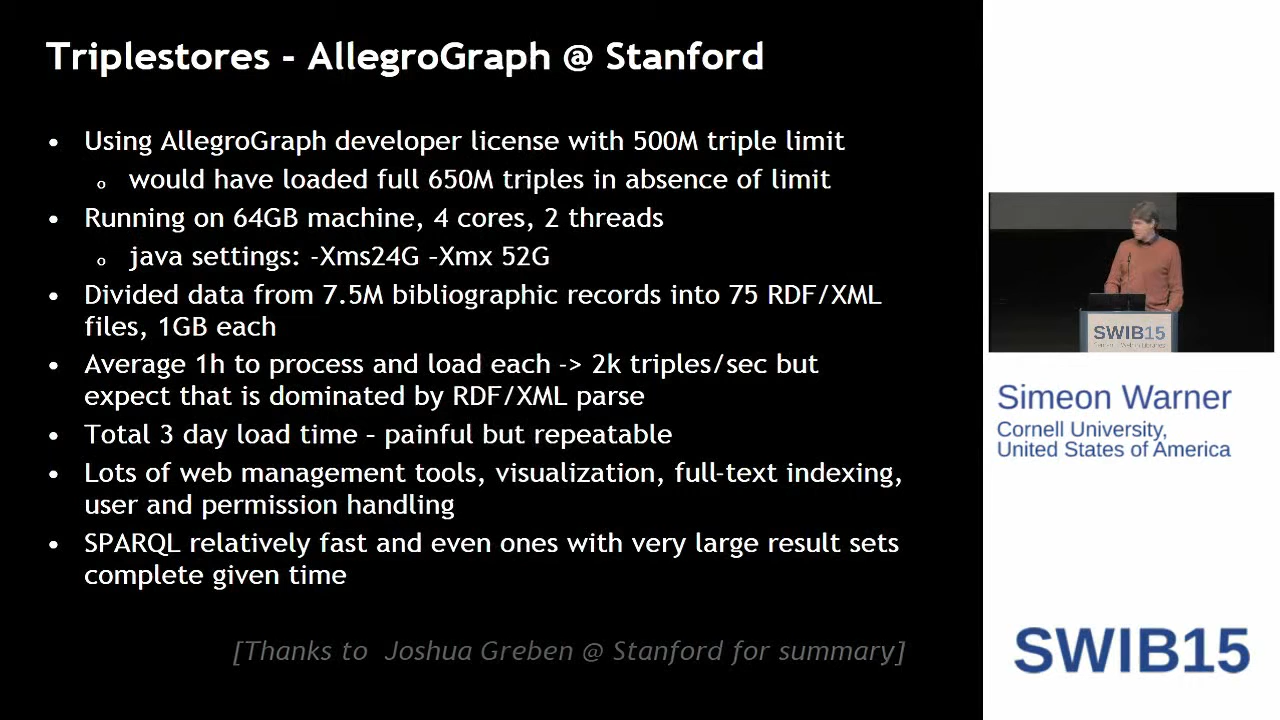 Triplestores - AllegroGraph @ Stanford
• Using AllegroGraph developer license with 500M triple limit
o would have loaded full 650M triples in absence of limit
• Running on 64GB machine, 4 cores, 2 threads
o java settings: -Xms24G –Xmx 52G
• Divided data from 7.5M bibliographic records into 75 RDF/XML
files, 1GB each
• Average 1h to process and load each -> 2k triples/sec but
expect that is dominated by RDF/XML parse
• Total 3 day load time – painful but repeatable
• Lots of web management tools, visualization, full-text indexing,
user and permission handling
• SPARQL relatively fast and even ones with very large result sets
complete given time
[Thanks to Joshua Greben @ Stanford for summary]
SWIB15
Simeon Warner
Cornell University,
United States of America
SWIB15